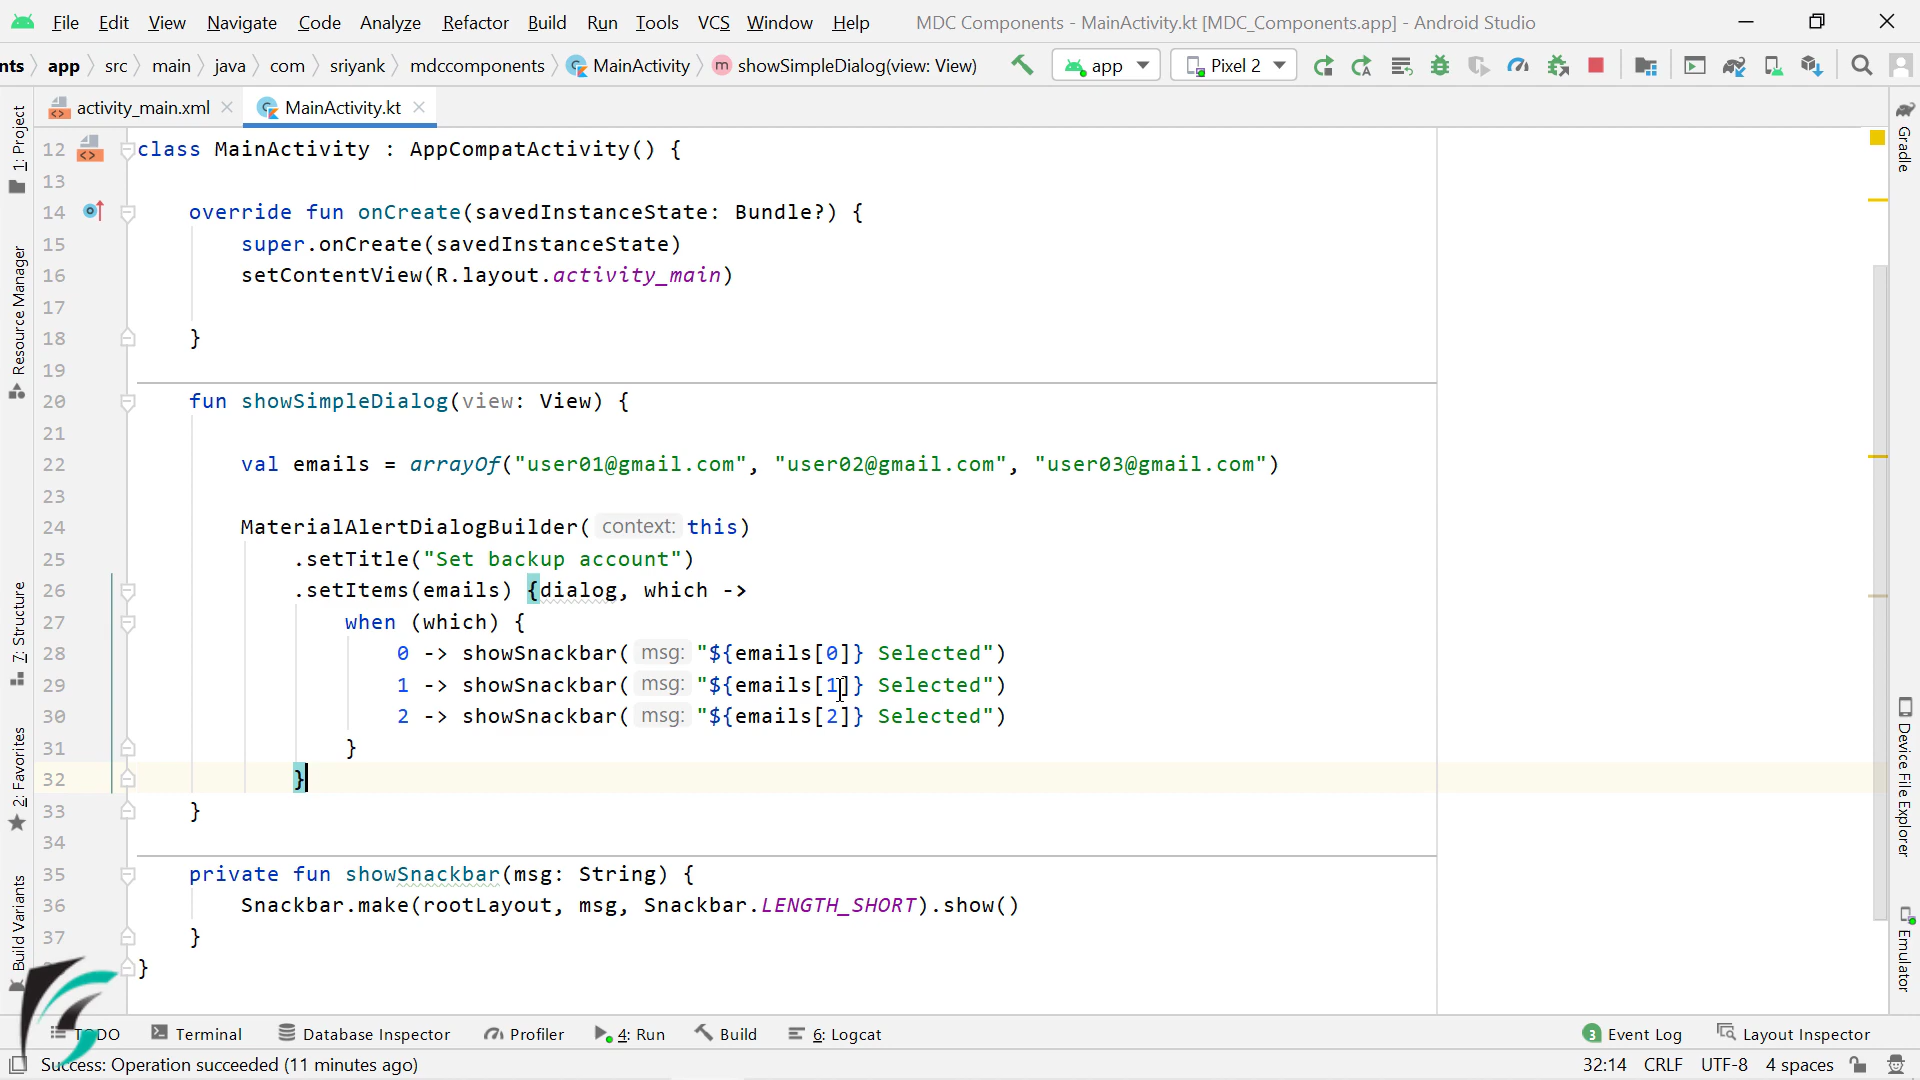 File Edit View Navigate Code Analyze Refactor Build Run Tools VCS Window Help MDC Components - MainActivity.kt [MDC_Components.app] - Android Studio
nts app src main java com sriyank mdccomponents MainActivity showSimpleDialog(view: View) app Pixel 2
activity_main.xml MainActivity.kt
1: Project
Resource Manager
7: Structure
2: Favorites
Build Variants
12 class MainActivity : AppCompatActivity() {
13
14 override fun onCreate(savedInstanceState: Bundle?) {
15 super.onCreate(savedInstanceState)
16 setContentView(R.layout.activity_main)
17
18 }
19
20 fun showSimpleDialog(view: View) {
21
22 val emails = arrayOf("user01@gmail.com", "user02@gmail.com", "user03@gmail.com")
23
24 MaterialAlertDialogBuilder( context: this)
25 .setTitle("Set backup account")
26 .setItems(emails) {dialog, which ->
27 when (which) {
28 0 -> showSnackbar( msg: "${emails[0]} Selected")
29 1 -> showSnackbar( msg: "${emails[1]} Selected")
30 2 -> showSnackbar( msg: "${emails[2]} Selected")
31 }
32 }
33 }
34
35 private fun showSnackbar(msg: String) {
36 Snackbar.make(rootLayout, msg, Snackbar.LENGTH_SHORT).show()
37 }
}
Gradle
Device File Explorer
Emulator
TODO Terminal Database Inspector Profiler 4: Run Build 6: Logcat 3 Event Log Layout Inspector
Success: Operation succeeded (11 minutes ago) 32:14 CRLF UTF-8 4 spaces